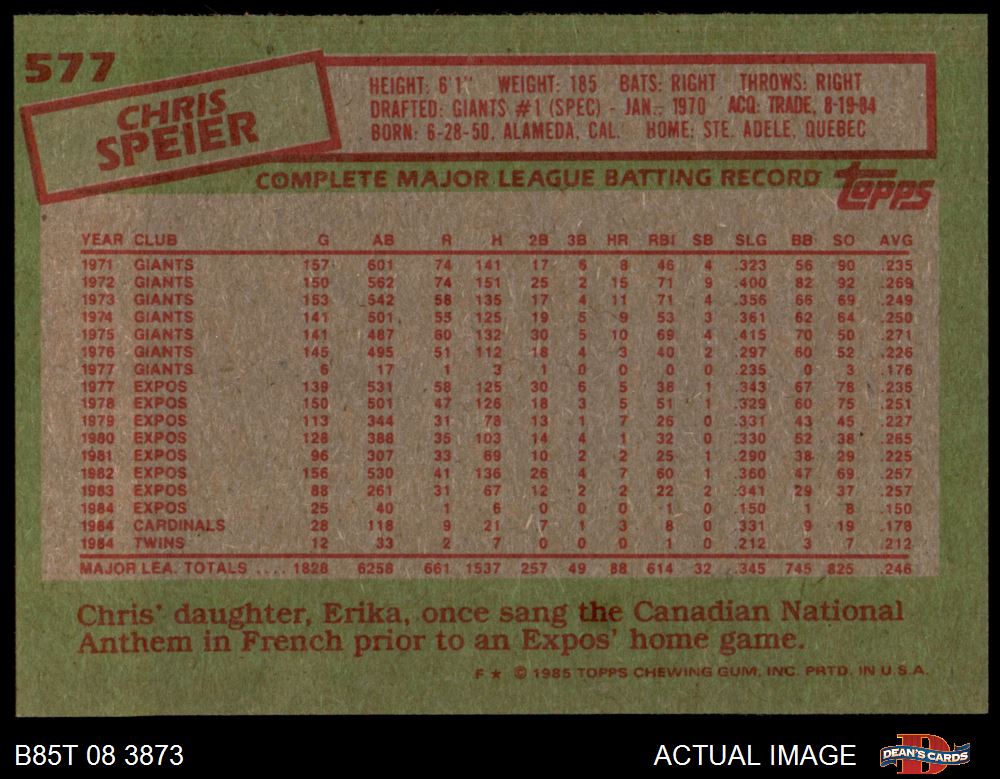 577
CHRIS
SPEIER
HEIGHT: 6'1" WEIGHT: 185 BATS: RIGHT THROWS: RIGHT
DRAFTED: GIANTS #1 (SPEC) - JAN., 1970 ACQ: TRADE, 8-19-84
BORN: 6-28-50, ALAMEDA, CAL. HOME: STE. ADELE, QUEBEC
COMPLETE MAJOR LEAGUE BATTING RECORD topps
YEAR CLUB G AB R H 2B 3B HR RBI SB SLG BB SO AVG
1971 GIANTS 157 601 74 141 17 6 8 46 4 .323 56 90 .235
1972 GIANTS 150 562 74 151 25 2 15 71 9 .400 82 92 .269
1973 GIANTS 153 542 58 135 17 4 11 71 4 .356 66 69 .249
1974 GIANTS 141 501 55 125 19 5 9 53 3 .361 62 64 .250
1975 GIANTS 141 487 60 132 30 5 10 69 4 .415 70 50 .271
1976 GIANTS 145 495 51 112 18 4 3 40 2 .297 60 52 .226
1977 GIANTS 6 17 1 3 1 0 0 0 0 .235 0 3 .176
1977 EXPOS 139 531 58 125 30 6 5 38 1 .343 67 78 .235
1978 EXPOS 150 501 47 126 18 3 5 51 1 .329 60 75 .251
1979 EXPOS 113 344 31 78 13 1 7 26 0 .331 43 45 .227
1980 EXPOS 128 388 35 103 14 4 1 32 0 .330 52 38 .265
1981 EXPOS 96 307 33 69 10 2 2 25 1 .290 38 29 .225
1982 EXPOS 156 530 41 136 26 4 7 60 1 .360 47 69 .257
1983 EXPOS 88 261 31 67 12 2 2 22 2 .341 29 37 .257
1984 EXPOS 25 40 1 6 0 0 0 1 0 .150 1 8 .150
1984 CARDINALS 28 118 9 21 7 1 3 8 0 .331 9 19 .178
1984 TWINS 12 33 2 7 0 0 0 1 0 .212 3 7 .212
MAJOR LEA. TOTALS .... 1828 6258 661 1537 257 49 88 614 32 .345 745 825 .246
Chris' daughter, Erika, once sang the Canadian National
Anthem in French prior to an Expos' home game.
F ★ © 1985 TOPPS CHEWING GUM, INC. PRTD. IN U.S.A.
B85T 08 3873 ACTUAL IMAGE DEAN'S CARDS